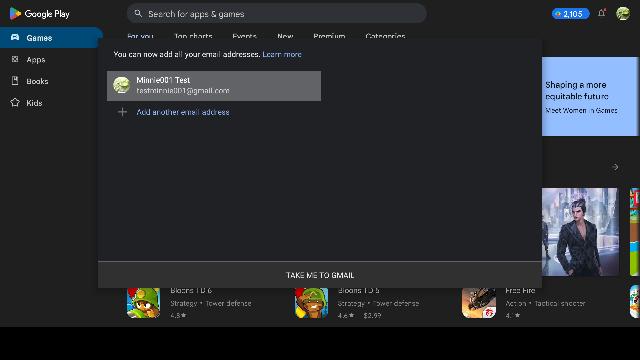 Google Play
Search for apps & games
2,105
Games
Apps
Books
Kids
For you
Top charts
Events
New
Premium
Categories
You can now add all your email addresses. Learn more
Minnie001 Test
testminnie001@gmail.com
Add another email address
TAKE ME TO GMAIL
Shaping a more
equitable future
Meet Women in Games
Bloons TD 6
Strategy • Tower defense
4.8★
Bloons TD 5
Strategy • Tower defense
4.6★ $2.99
Free Fire
Action • Tactical shooter
4.1★